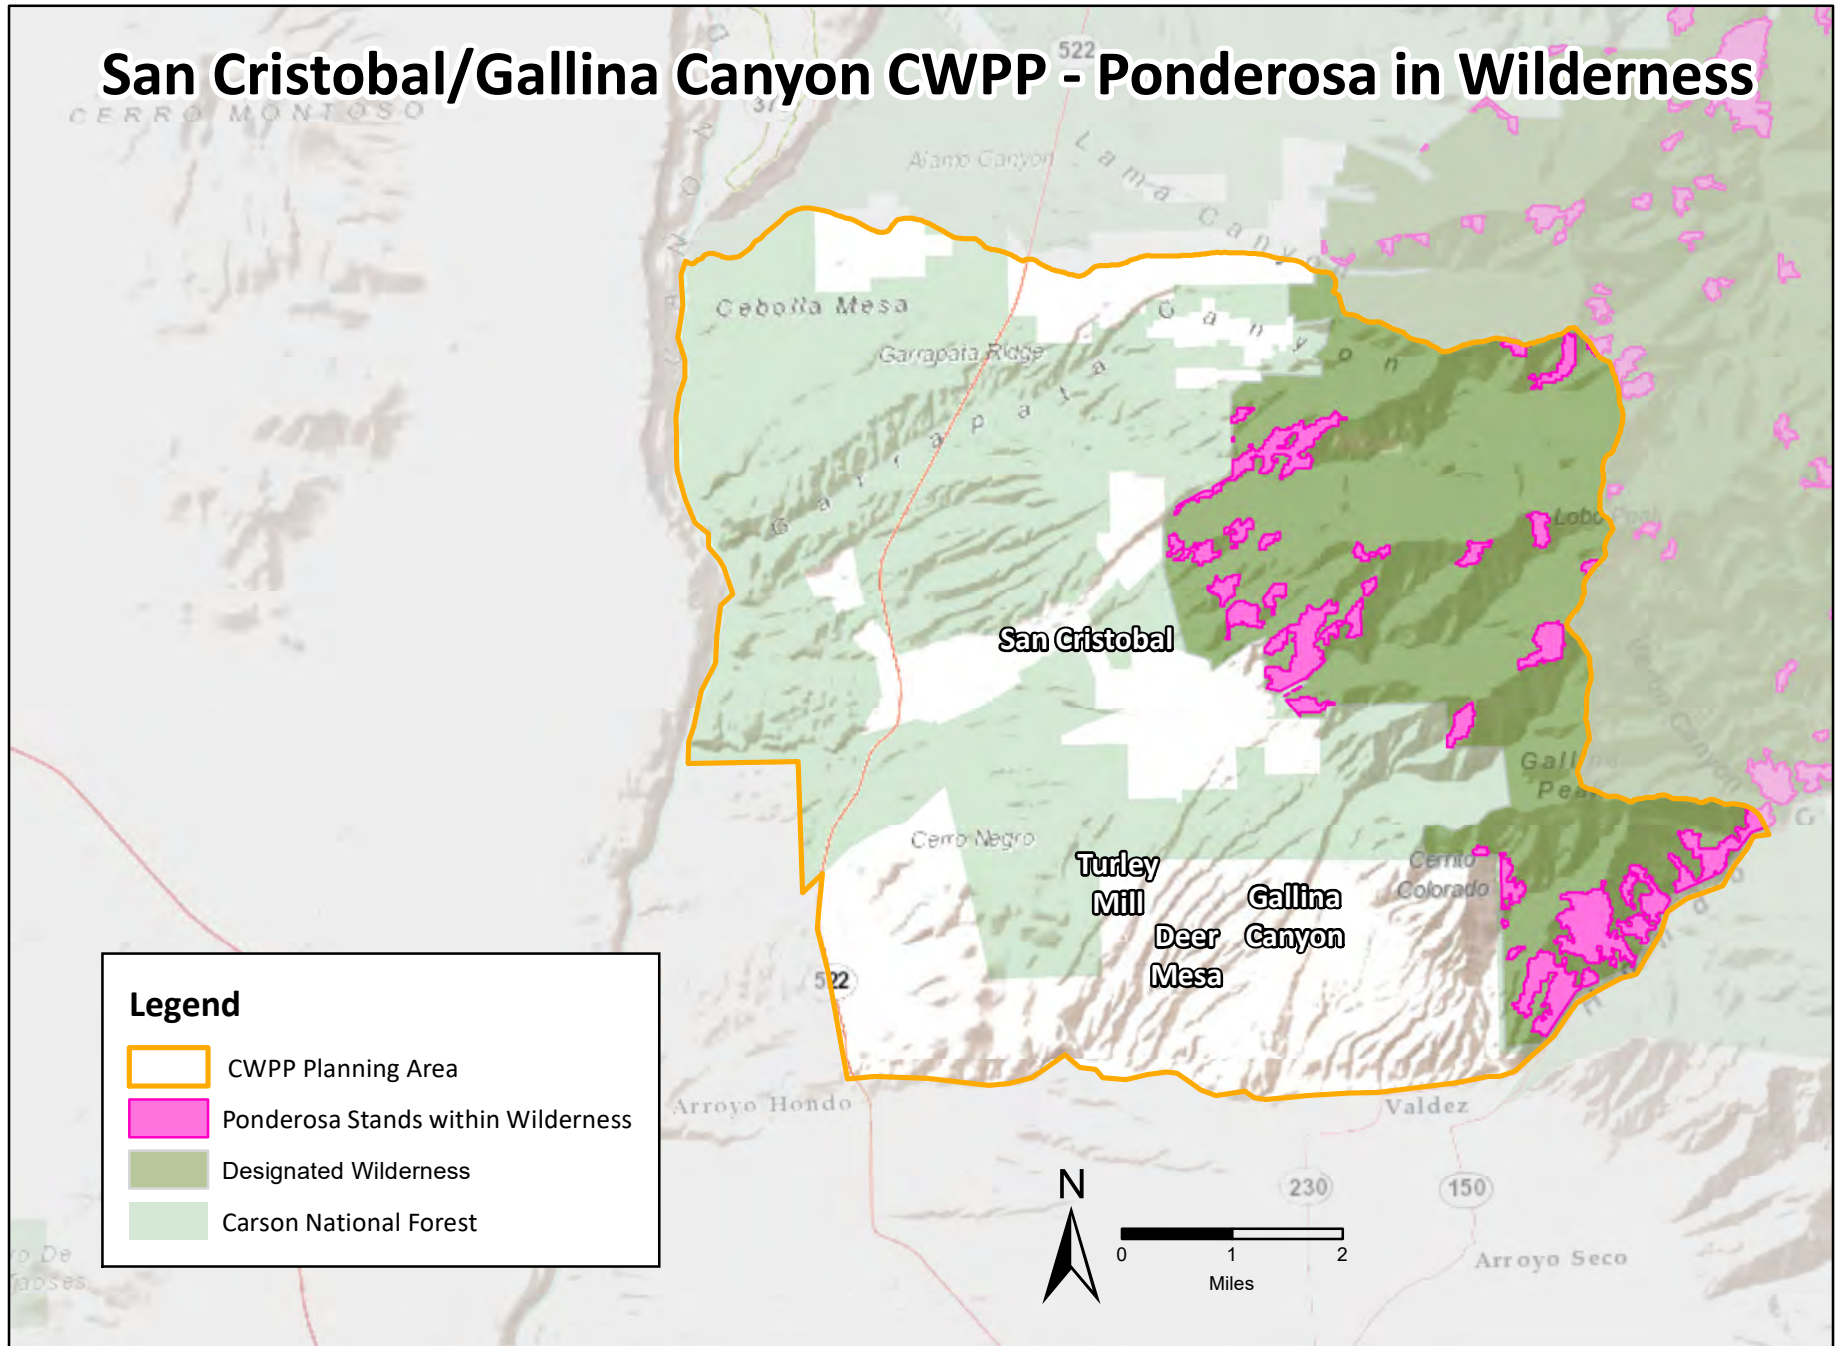 San Cristobal/Gallina Canyon CWPP - Ponderosa in Wilderness
522
CERRO MONTOSO
37
Alamo Canyon
Lama Canyon
Cebolla Mesa
Garrapata Ridge
Garrapata Canyon
Lobo Peak
San Cristobal
Gallina
Peak
Cerro Negro
Turley
Mill
Gallina
Canyon
Deer
Mesa
Cerrito
Colorado
522
Arroyo Hondo
Valdez
230
150
Arroyo Seco
Legend
CWPP Planning Area
Ponderosa Stands within Wilderness
Designated Wilderness
Carson National Forest
N
0 1 2
Miles